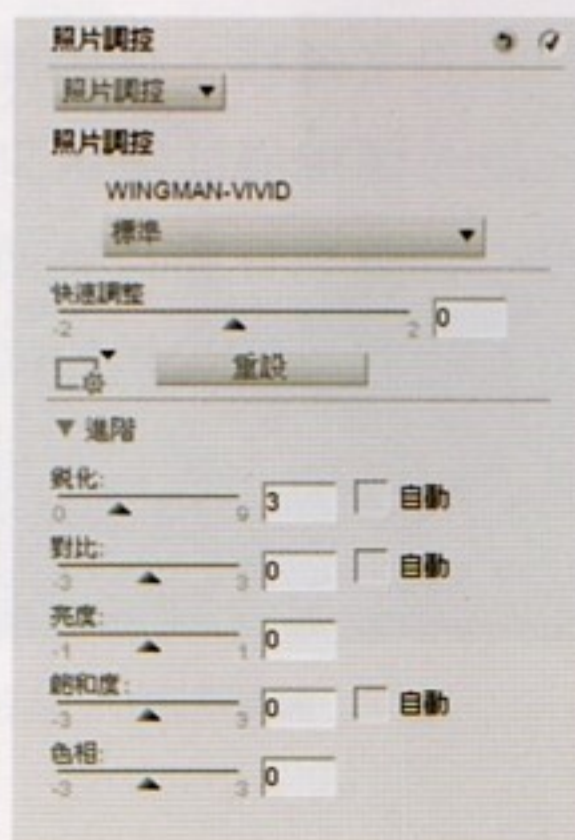 照片調控
照片調控
照片調控
WINGMAN-VIVID
標準
快速調整
-2 2 0
重設
進階
銳化:
0 9 3 自動
對比:
-3 3 0 自動
亮度:
-1 1 0
飽和度:
-3 3 0 自動
色相:
-3 3 0